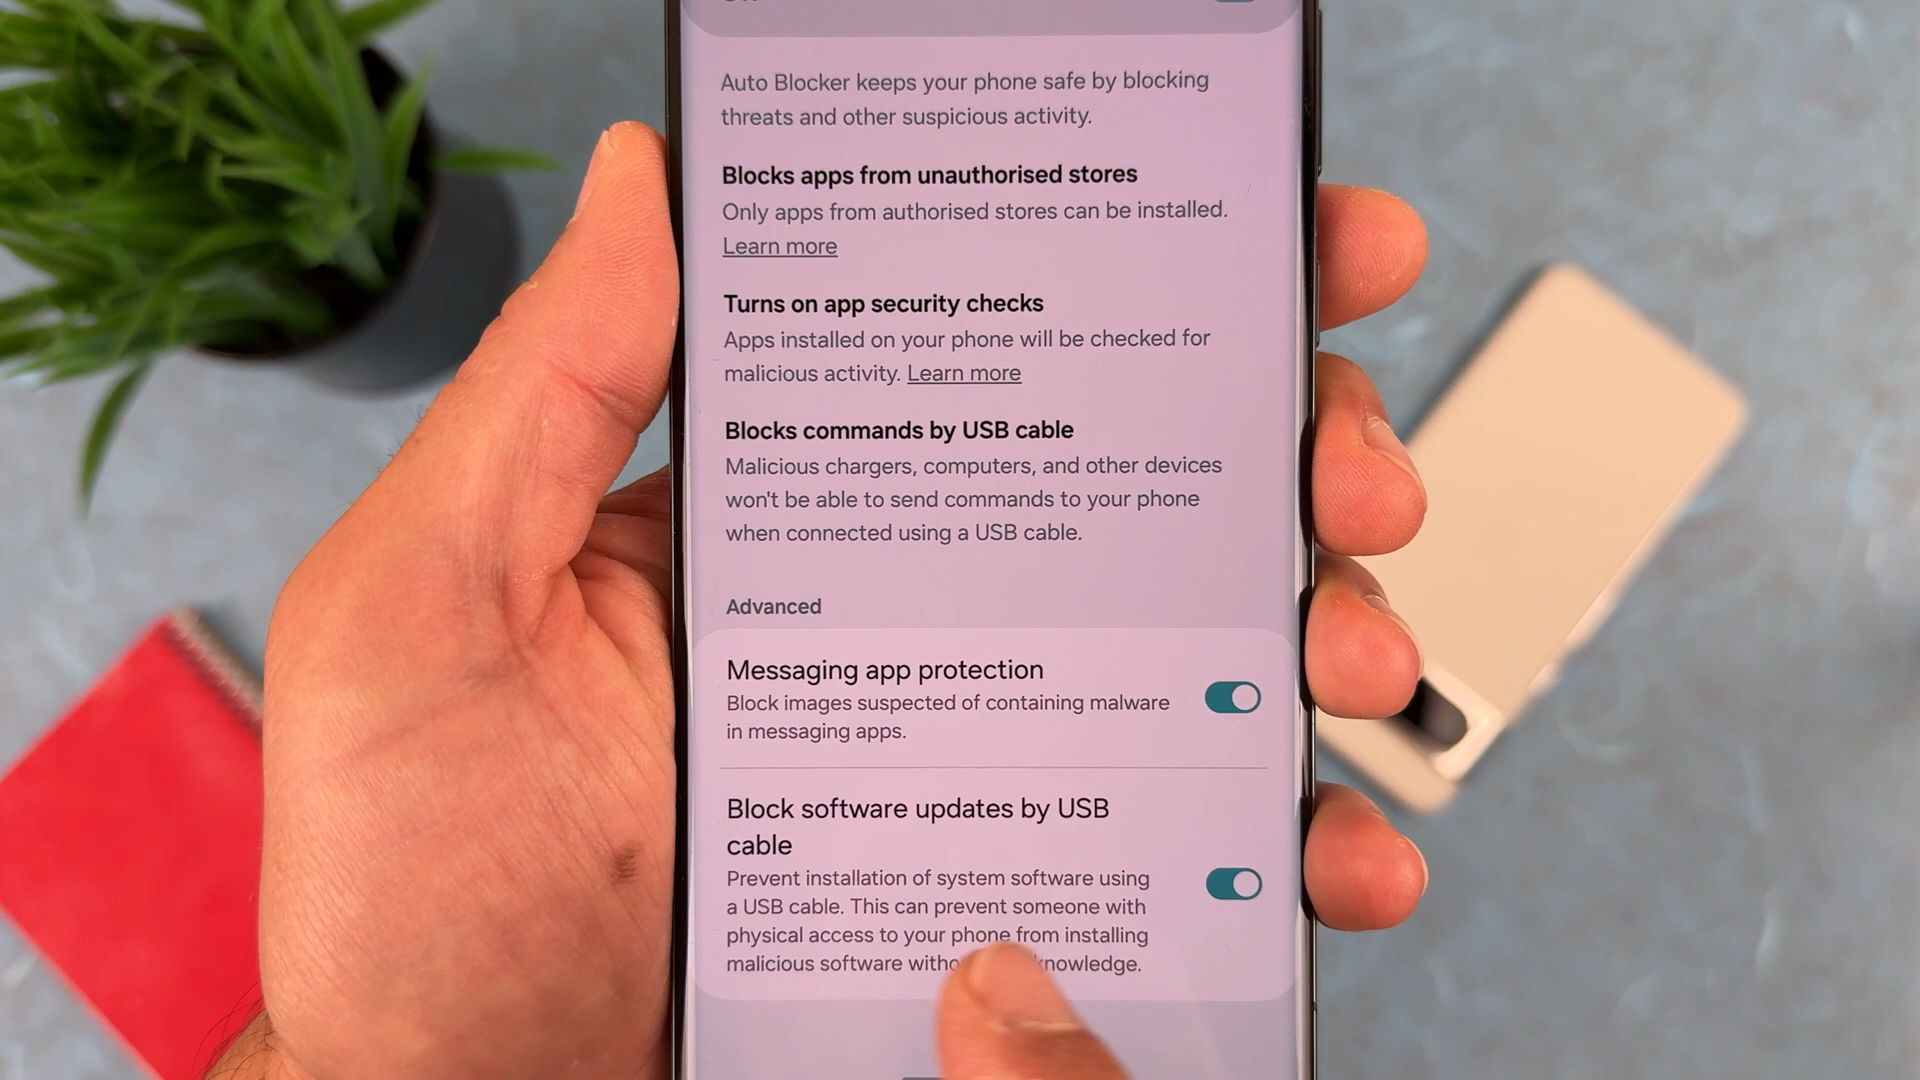 Auto Blocker keeps your phone safe by blocking
threats and other suspicious activity.
Blocks apps from unauthorised stores
Only apps from authorised stores can be installed.
Learn more
Turns on app security checks
Apps installed on your phone will be checked for
malicious activity. Learn more
Blocks commands by USB cable
Malicious chargers, computers, and other devices
won't be able to send commands to your phone
when connected using a USB cable.
Advanced
Messaging app protection
Block images suspected of containing malware
in messaging apps.
Block software updates by USB
cable
Prevent installation of system software using
a USB cable. This can prevent someone with
physical access to your phone from installing
malicious software knowledge.